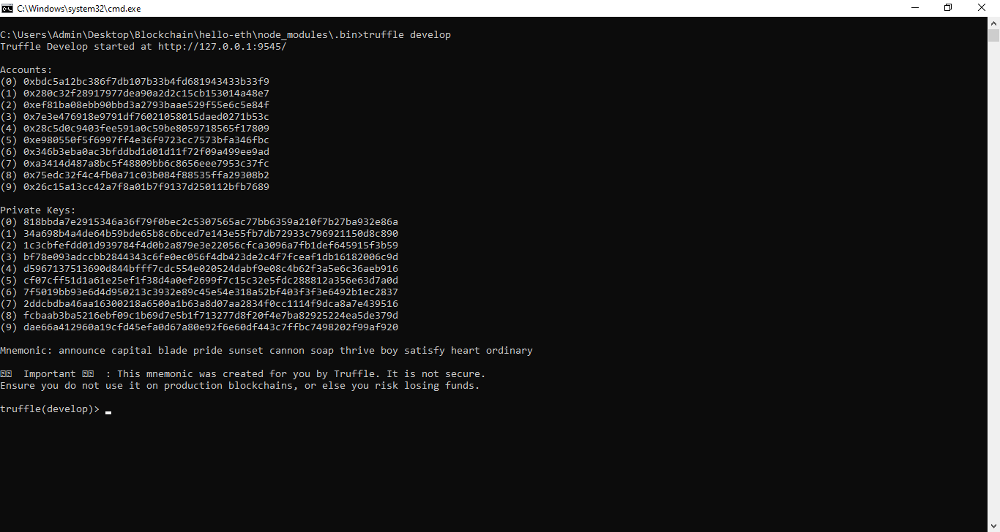 C:\Windows\system32\cmd.exe
C:\Users\Admin\Desktop\Blockchain\hello-eth\node_modules\.bin>truffle develop
Truffle Develop started at http://127.0.0.1:9545/
Accounts:
(0) 0xbdc5a12bc386f7db107b33b4fd681943433b33f9
(1) 0x280c32f28917977dea90a2d2c15cb153014a48e7
(2) 0xef81ba08ebb90bbd3a2793baae529f55e6c5e84f
(3) 0x7e3e476918e9791df76021058015daed0271b53c
(4) 0x28c5d0c9403fee591a0c59be8059718565f17809
(5) 0xe980550f5f6997ff4e36f9723cc7573bfa346fbc
(6) 0x346b3eba0ac3bfddbd1d01d11f72f09a499ee9ad
(7) 0xa3414d487a8bc5f48809bb6c8656eee7953c37fc
(8) 0x75edc32f4c4fb0a71c03b084f88535ffa29308b2
(9) 0x26c15a13cc42a7f8a01b7f9137d250112bfb7689
Private Keys:
(0) 818bbda7e2915346a36f79f0bec2c5307565ac77bb6359a210f7b27ba932e86a
(1) 34a698b4a4de64b59bde65b8c6bced7e143e55fb7db72933c796921150d8c890
(2) 1c3cbfefdd01d939784f4d0b2a879e3e22056cfca3096a7fb1def645915f3b59
(3) bf78e093adccbb2844343c6fe0ec056f4db423de2c4f7fceaf1db16182006c9d
(4) d5967137513690d844bfff7cdc554e020524dabf9e08c4b62f3a5e6c36aeb916
(5) cf07cff51d1a61e25ef1f38d4a0ef2699f7c15c32e5fdc288812a356e63d7a0d
(6) 7f5019bb93e6d4d950213c3932e89c45e54e318a52bf403f3f3e6492b1ec2837
(7) 2ddcbdba46aa16300218a6500a1b63a8d07aa2834f0cc1114f9dca8a7e439516
(8) fcbaab3ba5216ebf09c1b69d7e5b1f713277d8f20f4e7ba82925224ea5de379d
(9) dae66a412960a19cfd45efa0d67a80e92f6e60df443c7ffbc7498202f99af920
Mnemonic: announce capital blade pride sunset cannon soap thrive boy satisfy heart ordinary
Important : This mnemonic was created for you by Truffle. It is not secure.
Ensure you do not use it on production blockchains, or else you risk losing funds.
truffle(develop)>